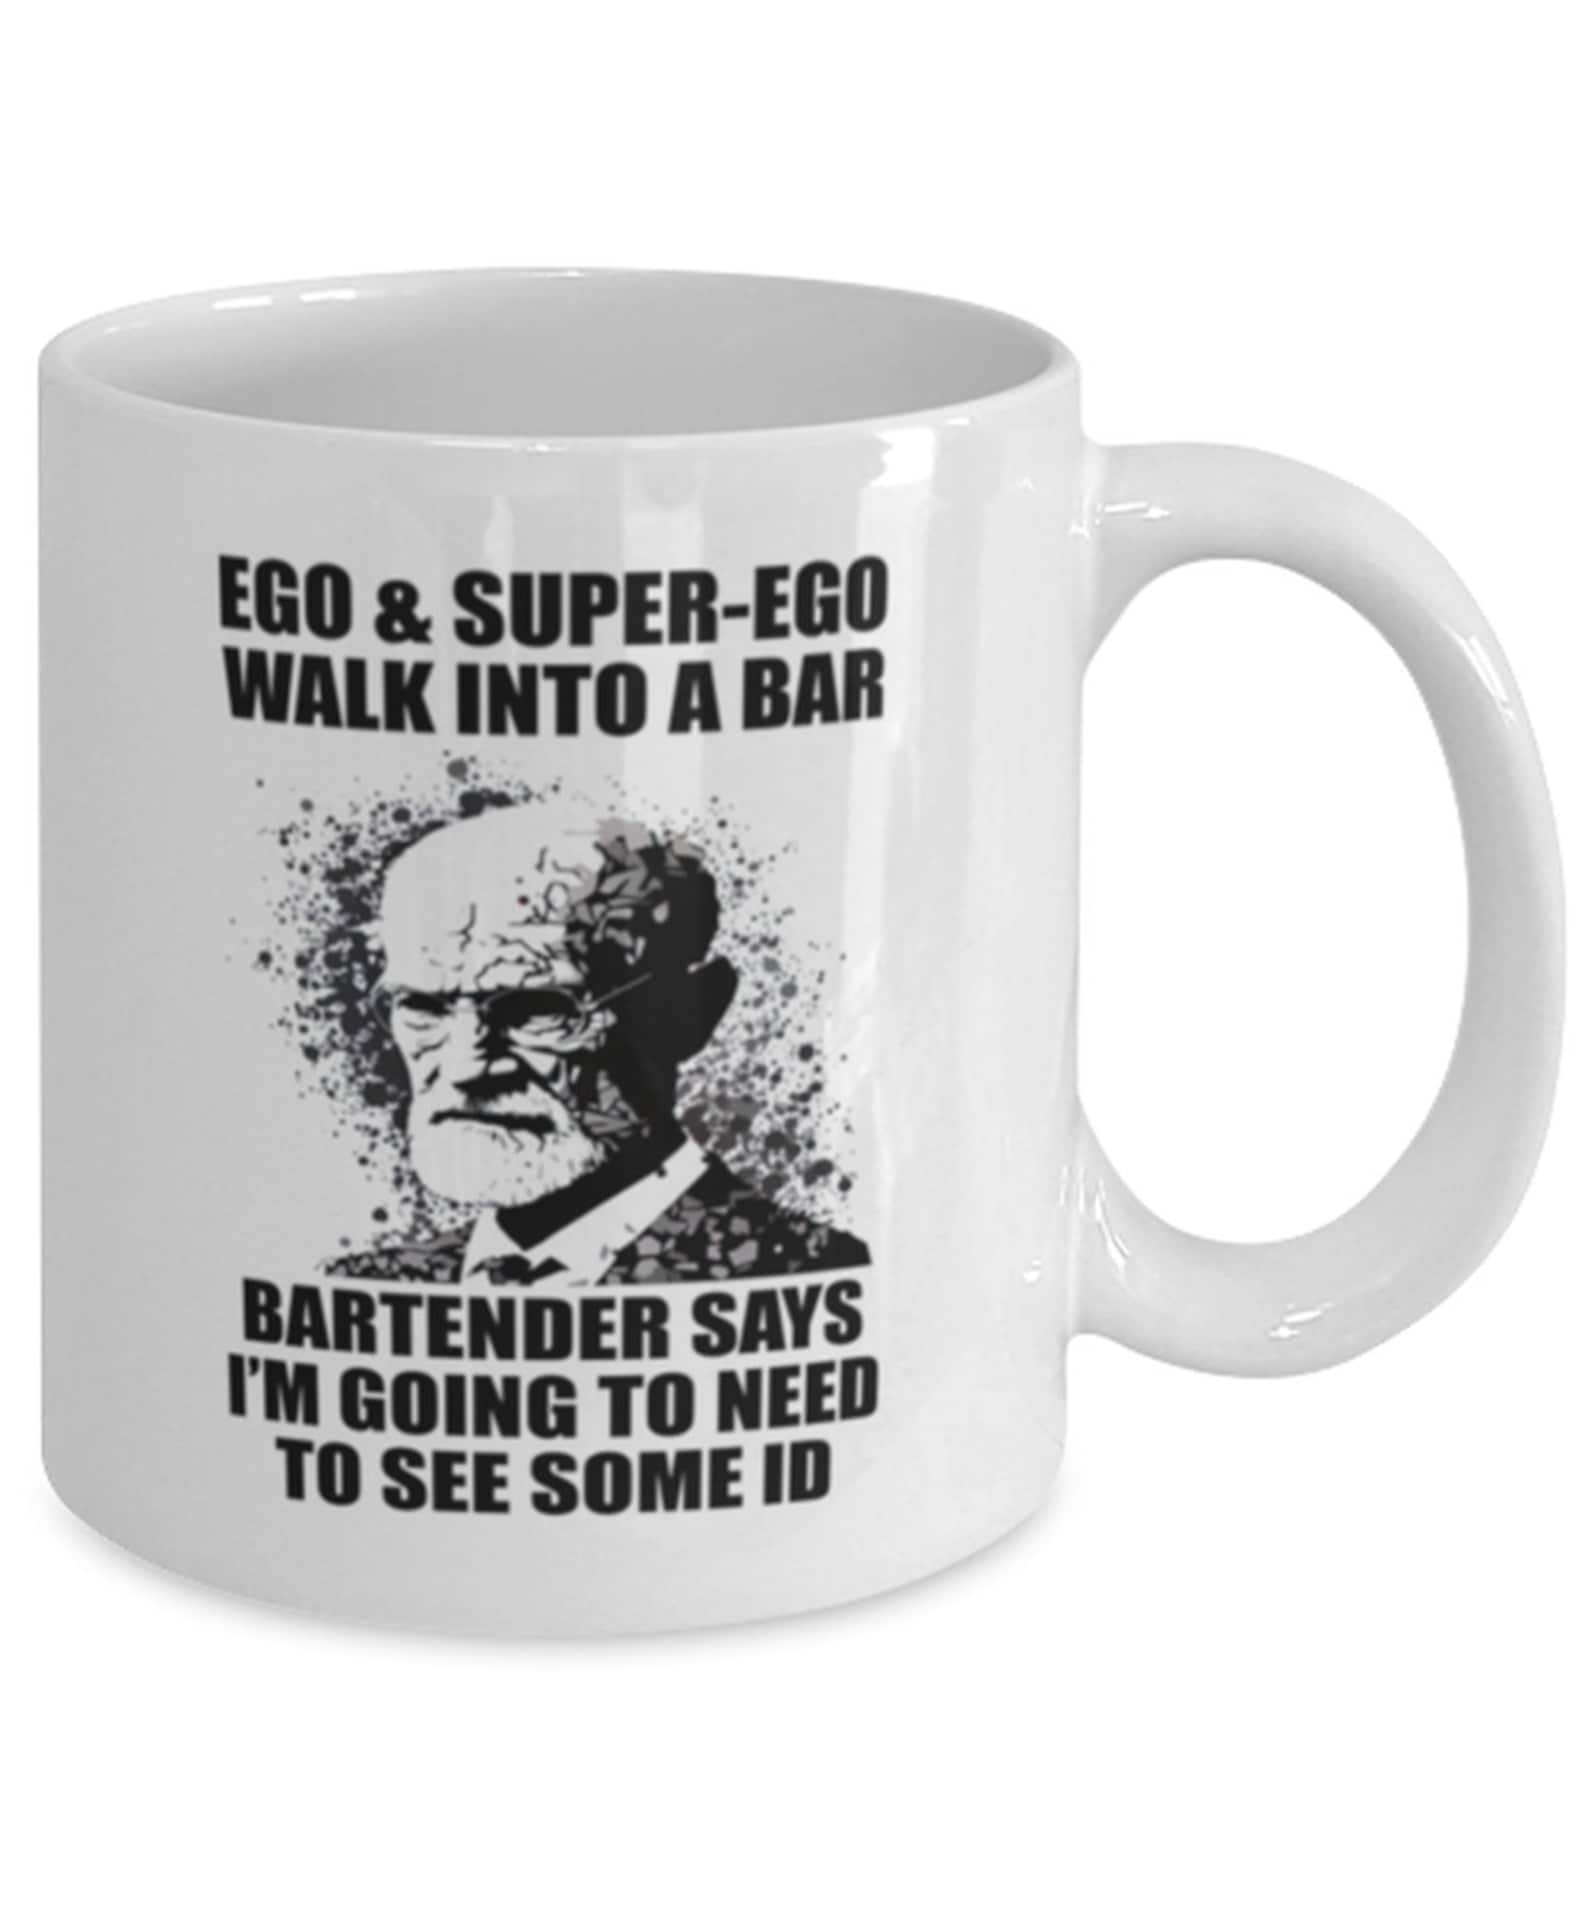 EGO & SUPER-EGO
WALK INTO A BAR
BARTENDER SAYS
I'M GOING TO NEED
TO SEE SOME ID